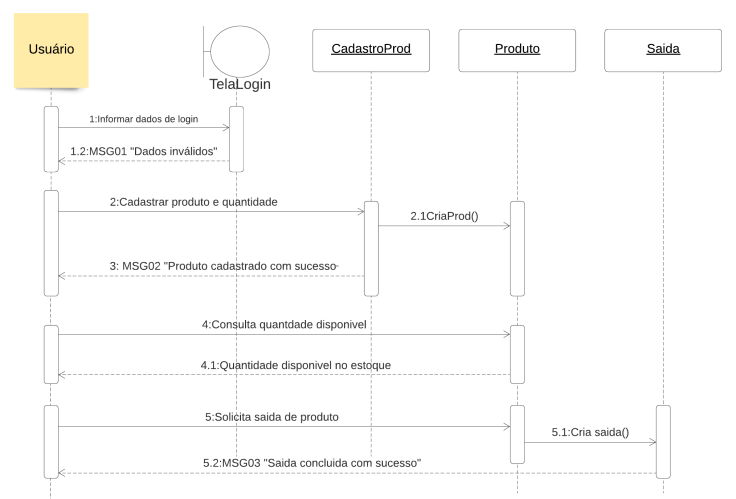 Usuário
TelaLogin
CadastroProd
Produto
Saida
1:Informar dados de login
1.2:MSG01 "Dados inválidos"
2:Cadastrar produto e quantidade
2.1CriaProd()
3: MSG02 "Produto cadastrado com sucesso
4:Consulta quantdade disponivel
4.1:Quantidade disponivel no estoque
5:Solicita saida de produto
5.1:Cria saida()
5.2:MSG03 "Saida concluida com sucesso"